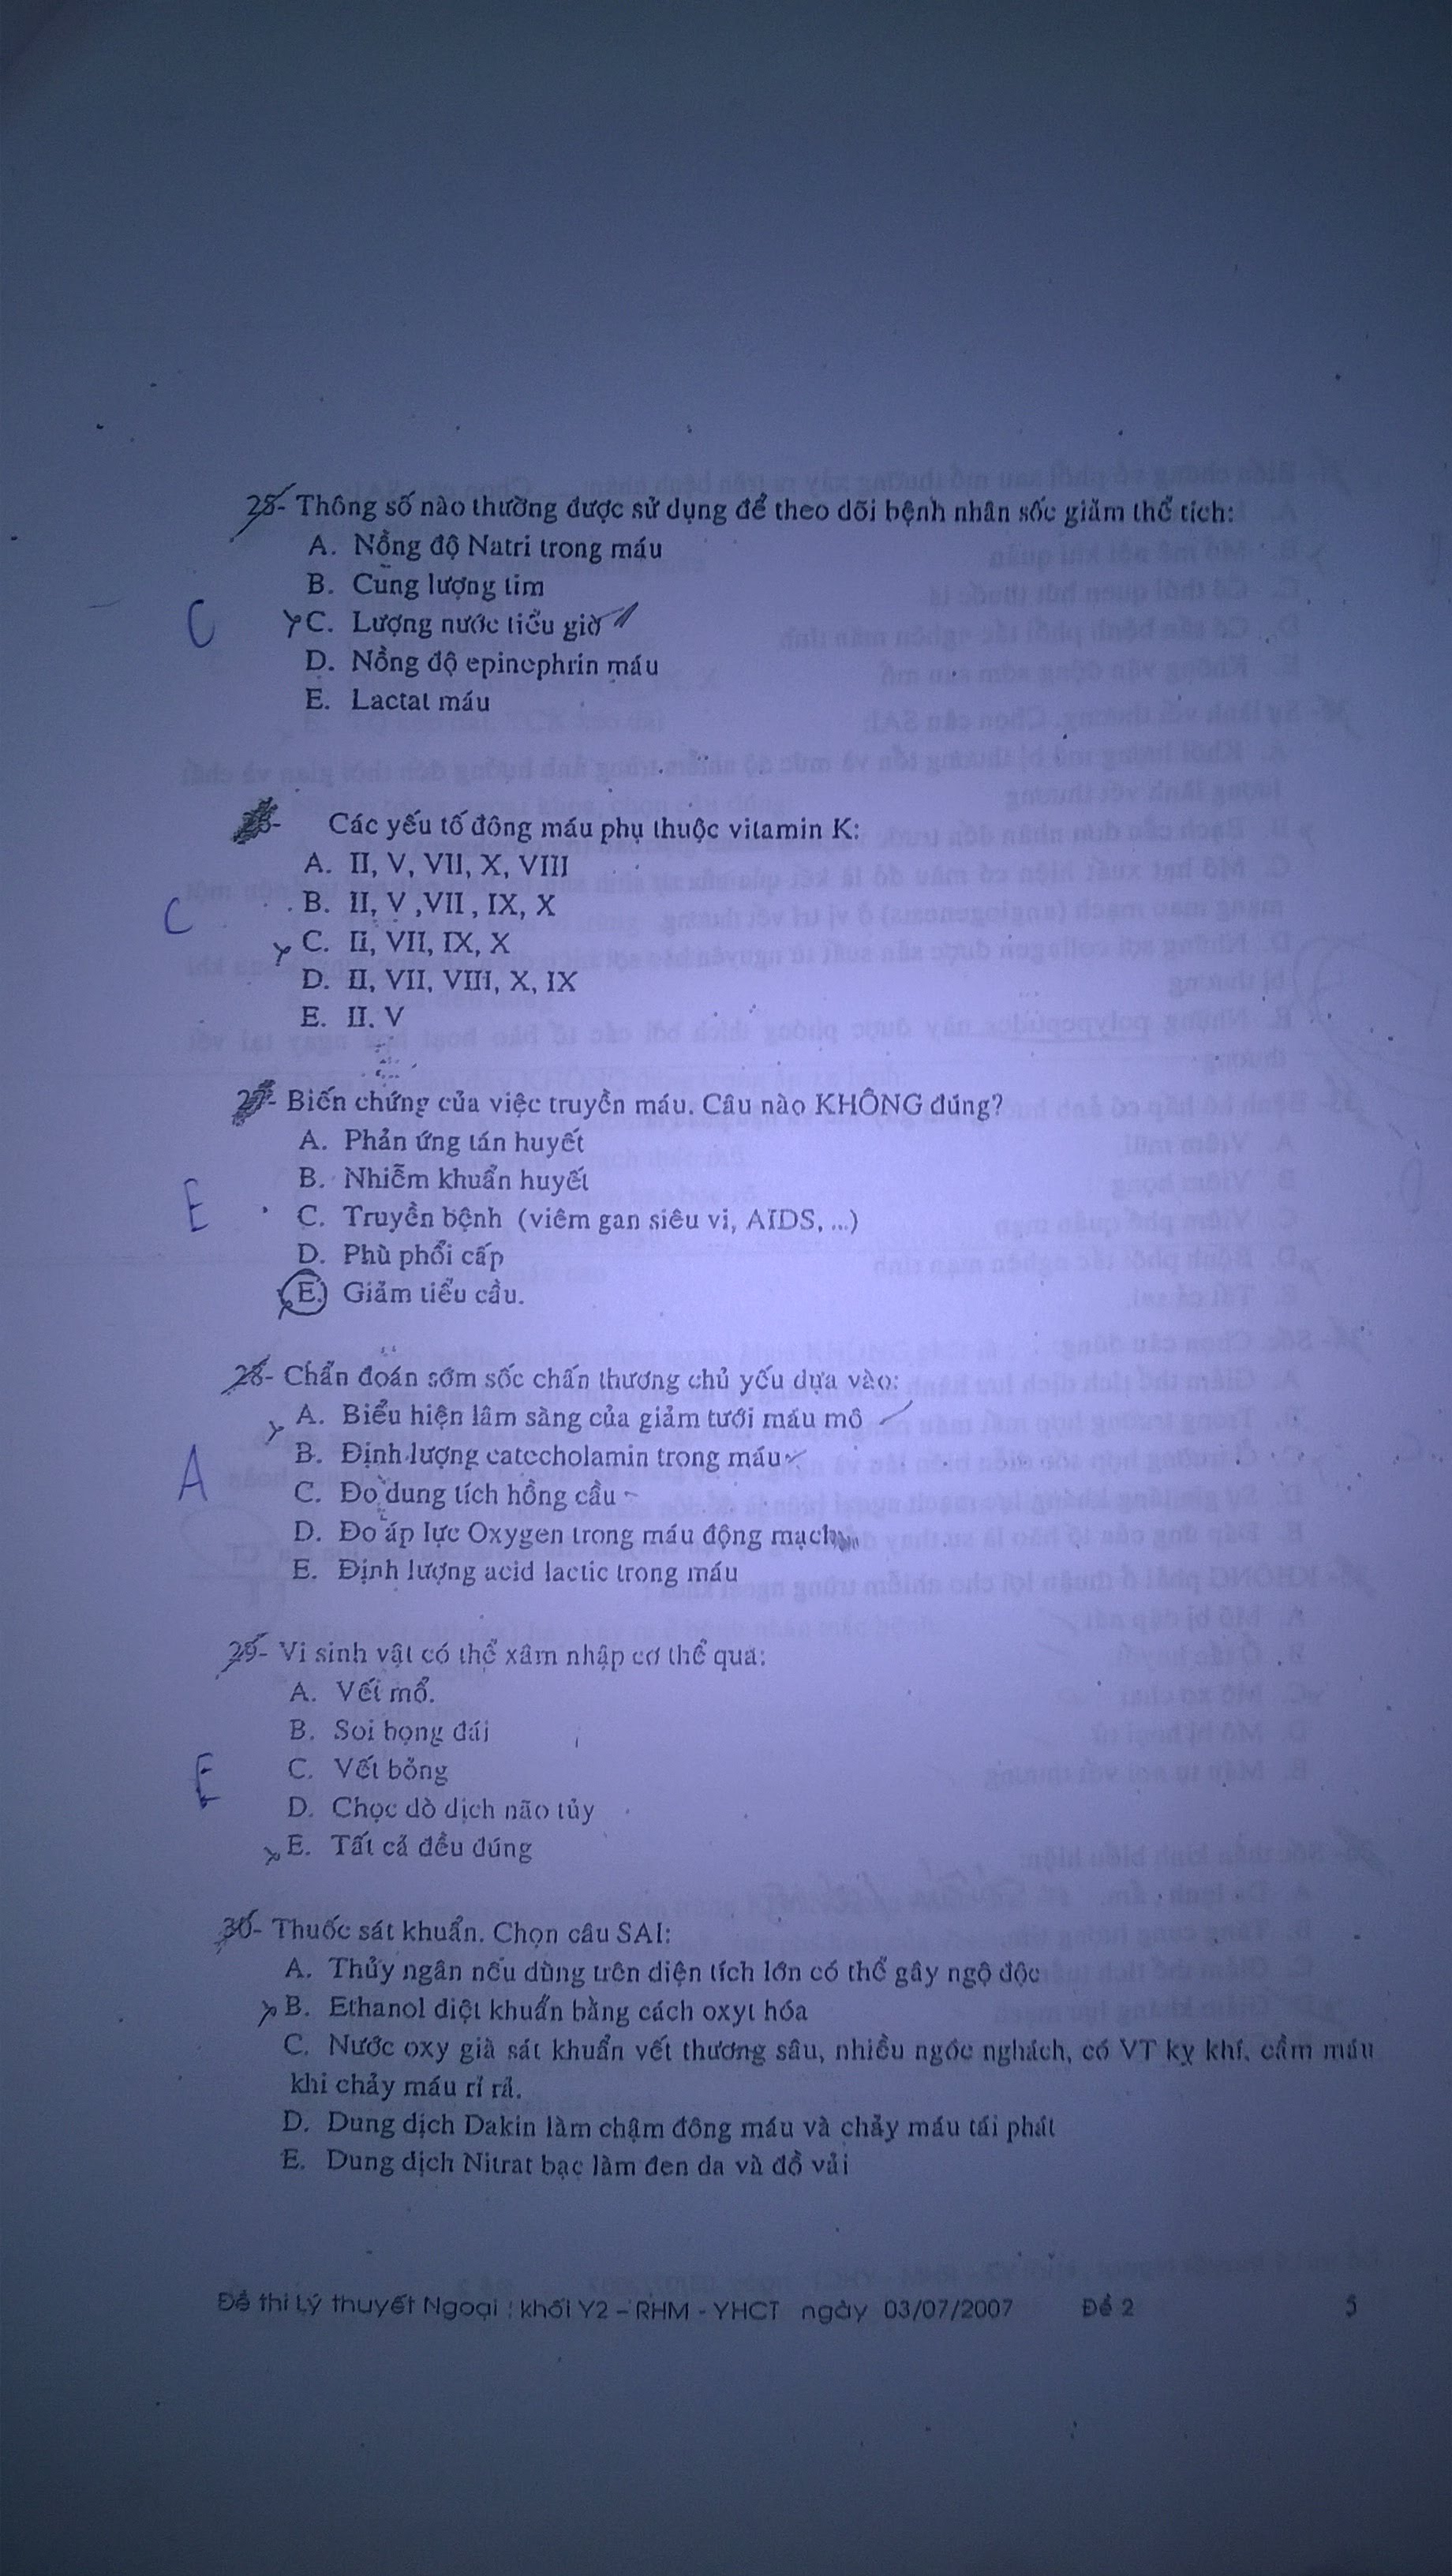 25- Thông số nào thường được sử dụng để theo dõi bệnh nhân sốc giảm thể tích:
A. Nồng độ Natri trong máu
B. Cung lượng tim
C C. Lượng nước tiểu giờ
D. Nồng độ epinephrin máu
E. Lactat máu
Các yếu tố đông máu phụ thuộc vitamin K:
A. II, V, VII, X, VIII
C B. II, V ,VII , IX, X
C. Ii, VII, IX, X
D. II, VII, VIII, X, IX
E. II. V
27- Biến chứng của việc truyền máu. Câu nào KHÔNG đúng?
A. Phản ứng tán huyết
B. Nhiễm khuẩn huyết
E C. Truyền bệnh (viêm gan siêu vi, AIDS, ...)
D. Phù phổi cấp
E. Giảm tiểu cầu.
28- Chẩn đoán sớm sốc chấn thương chủ yếu dựa vào:
A. Biểu hiện lâm sàng của giảm tưới máu mô
A B. Định lượng catecholamin trong máu
C. Đo dung tích hồng cầu
D. Đo áp lực Oxygen trong máu động mạch
E. Định lượng acid lactic trong máu
29- Vi sinh vật có thể xâm nhập cơ thể qua:
A. Vết mổ.
B. Soi bọng đái
E C. Vết bỏng
D. Chọc dò dịch não tủy
E. Tất cả đều đúng
30- Thuốc sát khuẩn. Chọn câu SAI:
A. Thủy ngân nếu dùng trên diện tích lớn có thể gây ngộ độc
B. Ethanol diệt khuẩn bằng cách oxyt hóa
C. Nước oxy già sát khuẩn vết thương sâu, nhiều ngóc nghách, có VT kỵ khí, cầm máu
khi chảy máu rỉ rả.
D. Dung dịch Dakin làm chậm đông máu và chảy máu tái phát
E. Dung dịch Nitrat bạc làm đen da và đồ vải
Đề thi Lý thuyết Ngoại : khối Y2 – RHM - YHCT ngày 03/07/2007 Đề 2 5